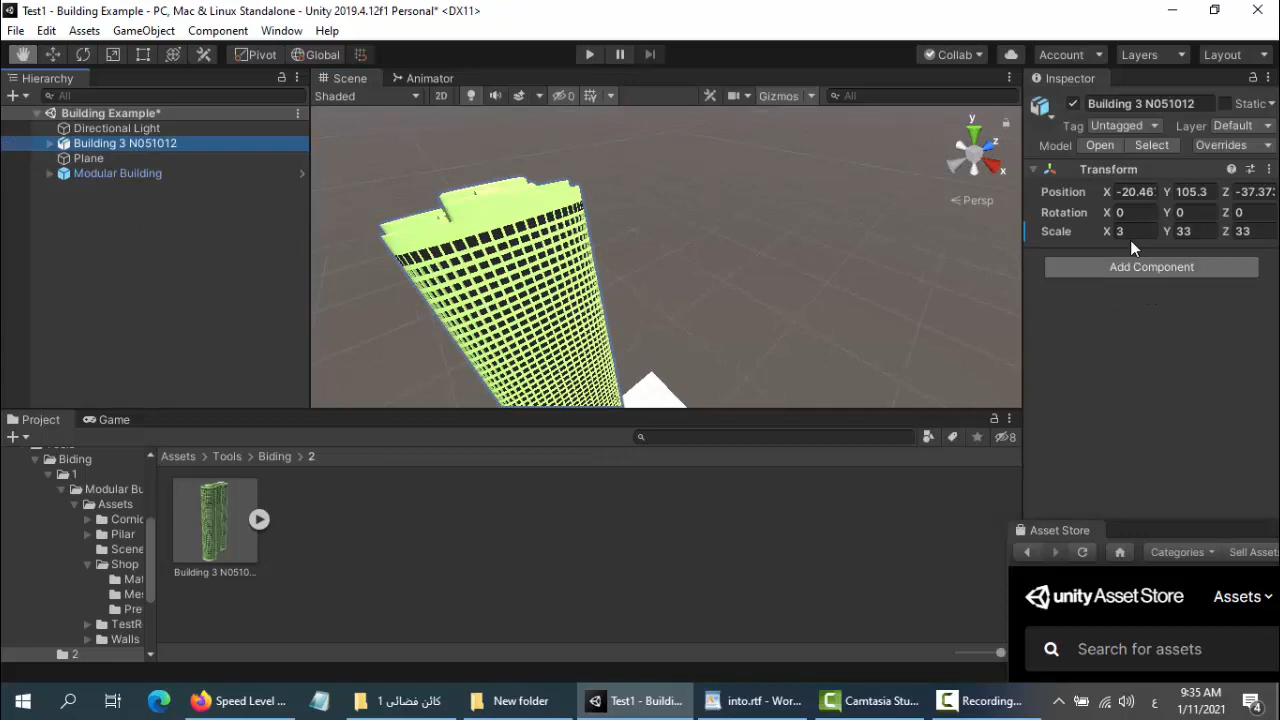 Test1 - Building Example - PC, Mac & Linux Standalone - Unity 2019.4.12f1 Personal* <DX11>
File Edit Assets GameObject Component Window Help
Pivot Global Collab Account Layers Layout
Hierarchy
All
Building Example*
Directional Light
Building 3 N051012
Plane
Modular Building
Scene Animator
Shaded 2D 0 Gizmos All
y
z
x
Persp
Inspector
Building 3 N051012 Static
Tag Untagged Layer Default
Model Open Select Overrides
Transform
Position X -20.46 Y 105.3 Z -37.37
Rotation X 0 Y 0 Z 0
Scale X 3 Y 33 Z 33
Add Component
Project Game
8
Biding
1
Modular Bu
Assets
Cornic
Pilar
Scene
Shop
Mat
Mes
Pre
TestR
Walls
2
Assets > Tools > Biding > 2
Building 3 N0510...
Asset Store
Categories Sell Asset
unity Asset Store Assets
Search for assets
Speed Level ... کائن فضائی 1 New folder Test1 - Buildi... into.rtf - Wor... Camtasia Stu... Recording... ع 9:35 AM
1/11/2021
4